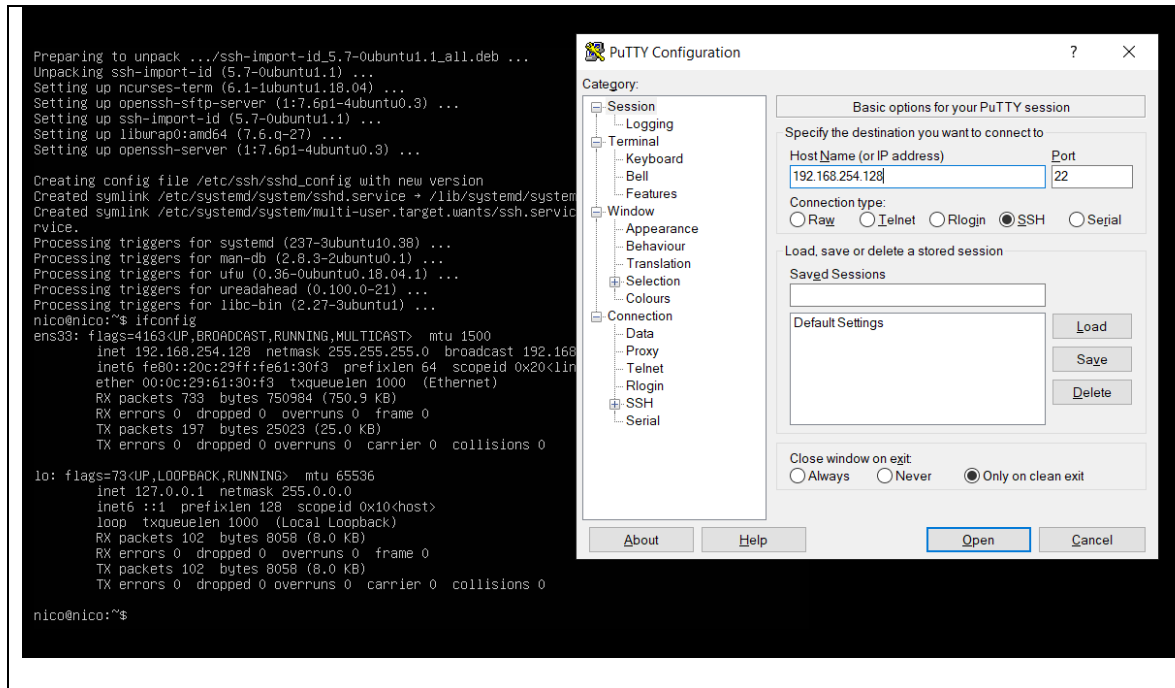 Preparing to unpack .../ssh-import-id_5.7-0ubuntu1.1_all.deb ...
Unpacking ssh-import-id (5.7-0ubuntu1.1) ...
Setting up ncurses-term (6.1-1ubuntu1.18.04) ...
Setting up openssh-sftp-server (1:7.6p1-4ubuntu0.3) ...
Setting up ssh-import-id (5.7-0ubuntu1.1) ...
Setting up libwrap0:amd64 (7.6.q-27) ...
Setting up openssh-server (1:7.6p1-4ubuntu0.3) ...
Creating config file /etc/ssh/sshd_config with new version
Created symlink /etc/systemd/system/sshd.service → /lib/systemd/system
Created symlink /etc/systemd/system/multi-user.target.wants/ssh.servic
rvice.
Processing triggers for systemd (237-3ubuntu10.38) ...
Processing triggers for man-db (2.8.3-2ubuntu0.1) ...
Processing triggers for ufw (0.36-0ubuntu0.18.04.1) ...
Processing triggers for ureadahead (0.100.0-21) ...
Processing triggers for libc-bin (2.27-3ubuntu1) ...
nico@nico:~$ ifconfig
ens33: flags=4163<UP,BROADCAST,RUNNING,MULTICAST>  mtu 1500
inet 192.168.254.128  netmask 255.255.255.0  broadcast 192.168
inet6 fe80::20c:29ff:fe61:30f3  prefixlen 64  scopeid 0x20<lin
ether 00:0c:29:61:30:f3  txqueuelen 1000  (Ethernet)
RX packets 733  bytes 750984 (750.9 KB)
RX errors 0  dropped 0  overruns 0  frame 0
TX packets 197  bytes 25023 (25.0 KB)
TX errors 0  dropped 0 overruns 0  carrier 0  collisions 0
lo: flags=73<UP,LOOPBACK,RUNNING>  mtu 65536
inet 127.0.0.1  netmask 255.0.0.0
inet6 ::1  prefixlen 128  scopeid 0x10<host>
loop  txqueuelen 1000  (Local Loopback)
RX packets 102  bytes 8058 (8.0 KB)
RX errors 0  dropped 0  overruns 0  frame 0
TX packets 102  bytes 8058 (8.0 KB)
TX errors 0  dropped 0 overruns 0  carrier 0  collisions 0
nico@nico:~$
PuTTY Configuration
? ×
Category:
Session
Logging
Terminal
Keyboard
Bell
Features
Window
Appearance
Behaviour
Translation
Selection
Colours
Connection
Data
Proxy
Telnet
Rlogin
SSH
Serial
Basic options for your PuTTY session
Specify the destination you want to connect to
Host Name (or IP address) Port
192.168.254.128 22
Connection type:
Raw Telnet Rlogin SSH Serial
Load, save or delete a stored session
Saved Sessions
Default Settings
Load
Save
Delete
Close window on exit:
Always Never Only on clean exit
About Help Open Cancel